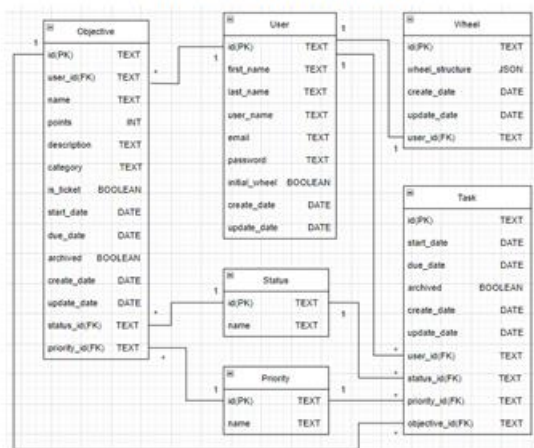 Objective
1
id(PK) TEXT
user_id(FK) TEXT
*
name TEXT
points INT
description TEXT
category TEXT
is_ticket BOOLEAN
start_date DATE
due_date DATE
archived BOOLEAN
create_date DATE
update_date DATE
status_id(FK) TEXT
*
priority_id(FK) TEXT
*
User
1
id(PK) TEXT
1
1
first_name TEXT
last_name TEXT
user_name TEXT
email TEXT
password TEXT
initial_wheel BOOLEAN
create_date DATE
update_date DATE
Wheel
id(PK) TEXT
wheel_structure JSON
create_date DATE
update_date DATE
user_id(FK) TEXT
1
Status
1
id(PK) TEXT
1
name TEXT
Priority
1
1
id(PK) TEXT
name TEXT
Task
id(PK) TEXT
start_date DATE
due_date DATE
archived BOOLEAN
create_date DATE
update_date DATE
* user_id(FK) TEXT
* status_id(FK) TEXT
* priority_id(FK) TEXT
objective_id(FK) TEXT
*